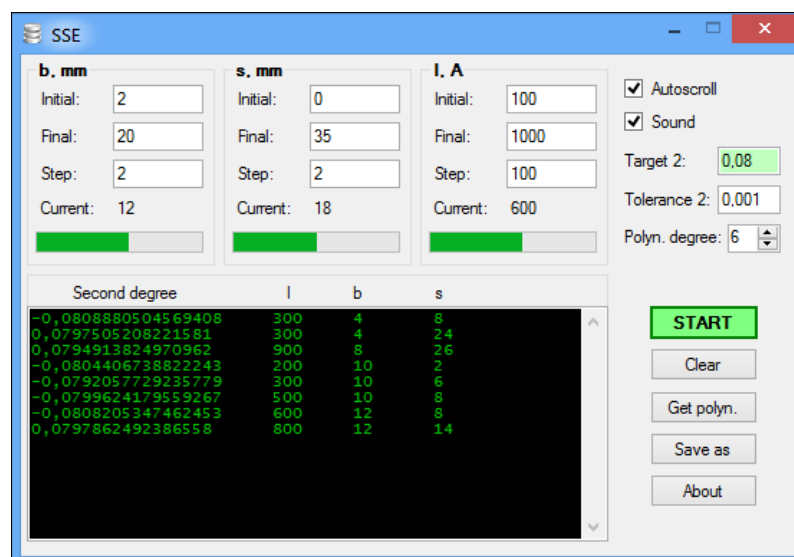 SSE
b, mm
Initial: 2
Final: 20
Step: 2
Current: 12
s, mm
Initial: 0
Final: 35
Step: 2
Current: 18
I, A
Initial: 100
Final: 1000
Step: 100
Current: 600
Autoscroll
Sound
Target 2: 0,08
Tolerance 2: 0,001
Polyn. degree: 6
Second degree I b s
-0,0808880504569408 300 4 8
0,0797505208221581 300 4 24
0,0794913824970962 900 8 26
-0,0804406738822243 200 10 2
-0,0792057729235779 300 10 6
-0,0799624179559267 500 10 8
-0,0808205347462453 600 12 8
0,0797862492386558 800 12 14
START
Clear
Get polyn.
Save as
About